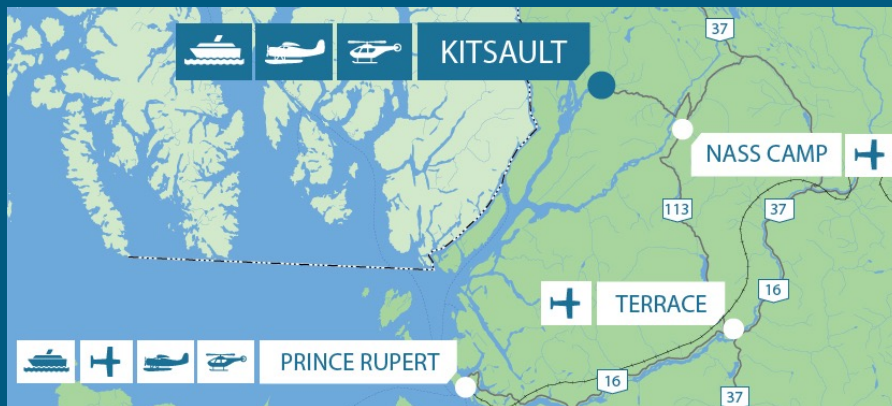 37
KITSAULT
NASS CAMP
113
37
16
TERRACE
PRINCE RUPERT
16
37